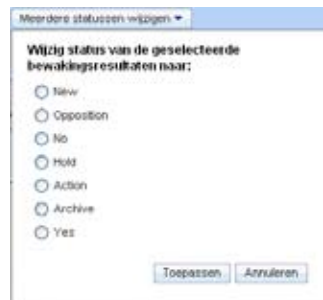 Meerdere statussen wijzigen
Wijzig status van de geselecteerde
bewakingsresultaten naar:
New
Opposition
No
Hold
Action
Archive
Yes
Toepassen Annuleren